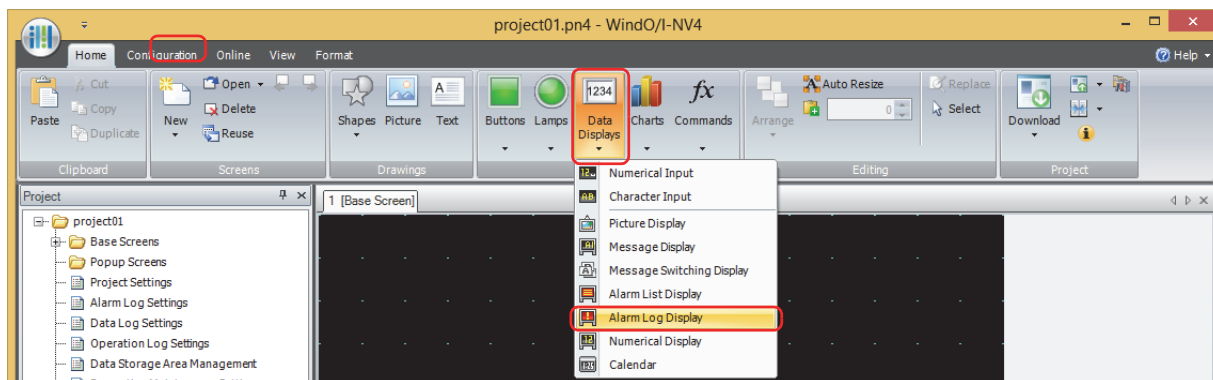 project01.pn4 - WindO/I-NV4
Home Configuration Online View Format Help
Paste Cut Copy Duplicate
Clipboard
New Open Delete Reuse
Screens
Shapes Picture Text
Drawings
Buttons Lamps 1234 Data Displays Charts fx Commands
Arrange Auto Resize 0 Replace Select
Editing
Download
Project
Project
1 [Base Screen]
project01
Base Screens
Popup Screens
Project Settings
Alarm Log Settings
Data Log Settings
Operation Log Settings
Data Storage Area Management
Numerical Input
Character Input
Picture Display
Message Display
Message Switching Display
Alarm List Display
Alarm Log Display
Numerical Display
Calendar